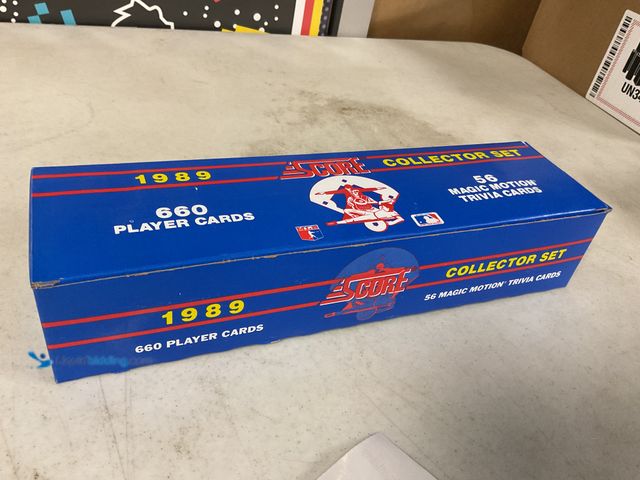 1989
SCORE
COLLECTOR SET
660
PLAYER CARDS
56
MAGIC MOTION
TRIVIA CARDS
1989
SCORE
COLLECTOR SET
660 PLAYER CARDS
56 MAGIC MOTION TRIVIA CARDS